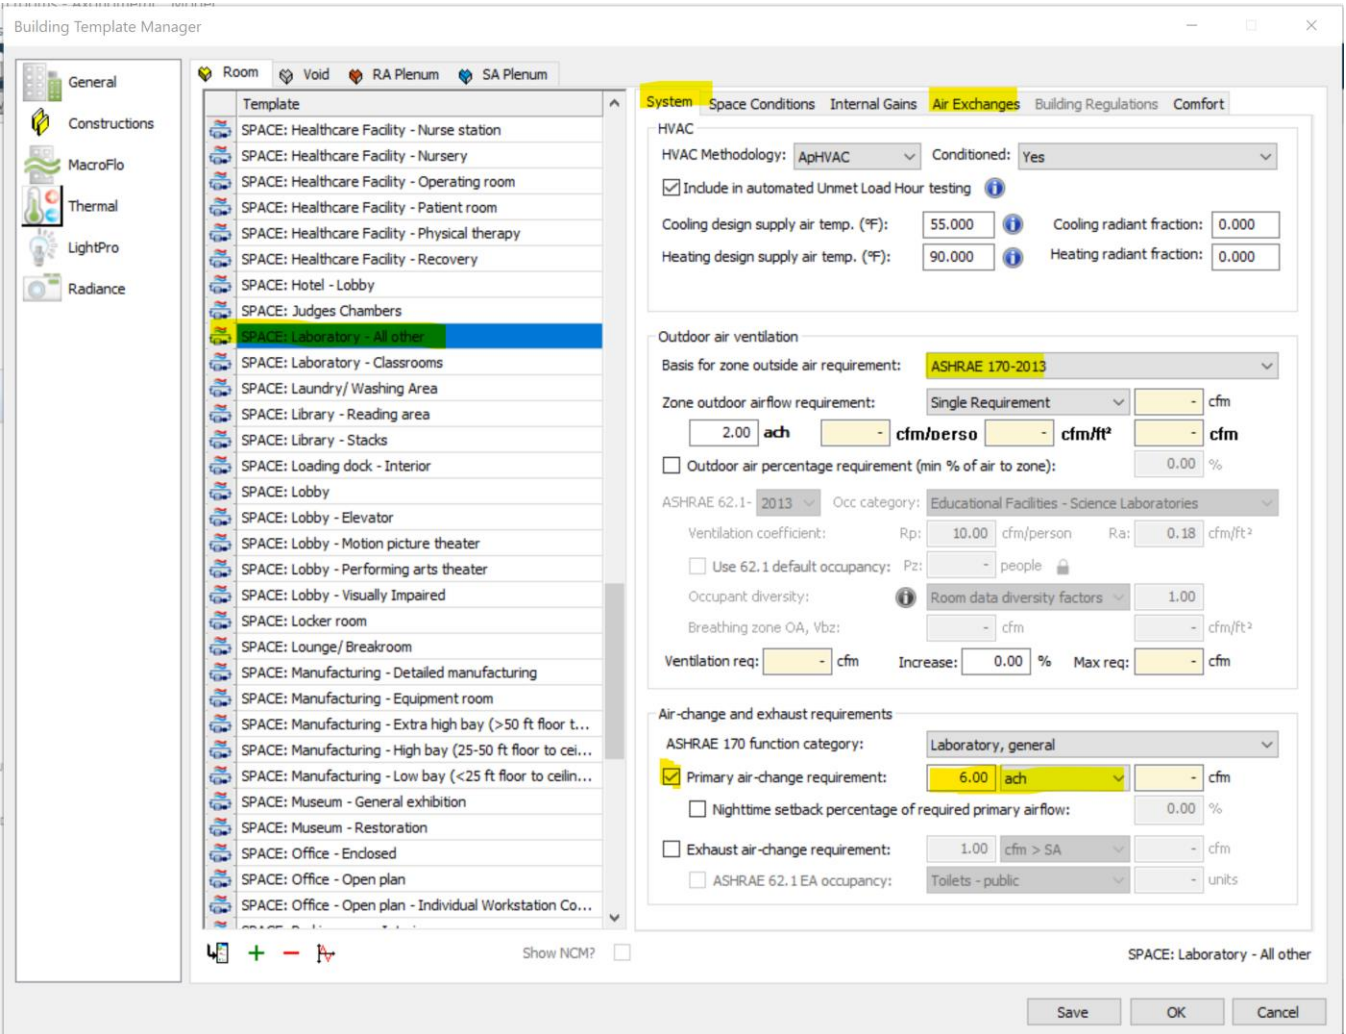 Building Template Manager
General
Constructions
MacroFlo
Thermal
LightPro
Radiance
Room Void RA Plenum SA Plenum
Template
SPACE: Healthcare Facility - Nurse station
SPACE: Healthcare Facility - Nursery
SPACE: Healthcare Facility - Operating room
SPACE: Healthcare Facility - Patient room
SPACE: Healthcare Facility - Physical therapy
SPACE: Healthcare Facility - Recovery
SPACE: Hotel - Lobby
SPACE: Judges Chambers
SPACE: Laboratory - All other
SPACE: Laboratory - Classrooms
SPACE: Laundry/ Washing Area
SPACE: Library - Reading area
SPACE: Library - Stacks
SPACE: Loading dock - Interior
SPACE: Lobby
SPACE: Lobby - Elevator
SPACE: Lobby - Motion picture theater
SPACE: Lobby - Performing arts theater
SPACE: Lobby - Visually Impaired
SPACE: Locker room
SPACE: Lounge/ Breakroom
SPACE: Manufacturing - Detailed manufacturing
SPACE: Manufacturing - Equipment room
SPACE: Manufacturing - Extra high bay (>50 ft floor t...
SPACE: Manufacturing - High bay (25-50 ft floor to cei...
SPACE: Manufacturing - Low bay (<25 ft floor to ceilin...
SPACE: Museum - General exhibition
SPACE: Museum - Restoration
SPACE: Office - Enclosed
SPACE: Office - Open plan
SPACE: Office - Open plan - Individual Workstation Co...
Show NCM?
System Space Conditions Internal Gains Air Exchanges Building Regulations Comfort
HVAC
HVAC Methodology: ApHVAC Conditioned: Yes
Include in automated Unmet Load Hour testing
Cooling design supply air temp. (°F): 55.000 Cooling radiant fraction: 0.000
Heating design supply air temp. (°F): 90.000 Heating radiant fraction: 0.000
Outdoor air ventilation
Basis for zone outside air requirement: ASHRAE 170-2013
Zone outdoor airflow requirement: Single Requirement - cfm
2.00 ach - cfm/perso - cfm/ft² - cfm
Outdoor air percentage requirement (min % of air to zone): 0.00 %
ASHRAE 62.1- 2013 Occ category: Educational Facilities - Science Laboratories
Ventilation coefficient: Rp: 10.00 cfm/person Ra: 0.18 cfm/ft²
Use 62.1 default occupancy: Pz: - people
Occupant diversity: Room data diversity factors 1.00
Breathing zone OA, Vbz: - cfm - cfm/ft²
Ventilation req: - cfm Increase: 0.00 % Max req: - cfm
Air-change and exhaust requirements
ASHRAE 170 function category: Laboratory, general
Primary air-change requirement: 6.00 ach - cfm
Nighttime setback percentage of required primary airflow: 0.00 %
Exhaust air-change requirement: 1.00 cfm > SA - cfm
ASHRAE 62.1 EA occupancy: Toilets - public - units
SPACE: Laboratory - All other
Save OK Cancel